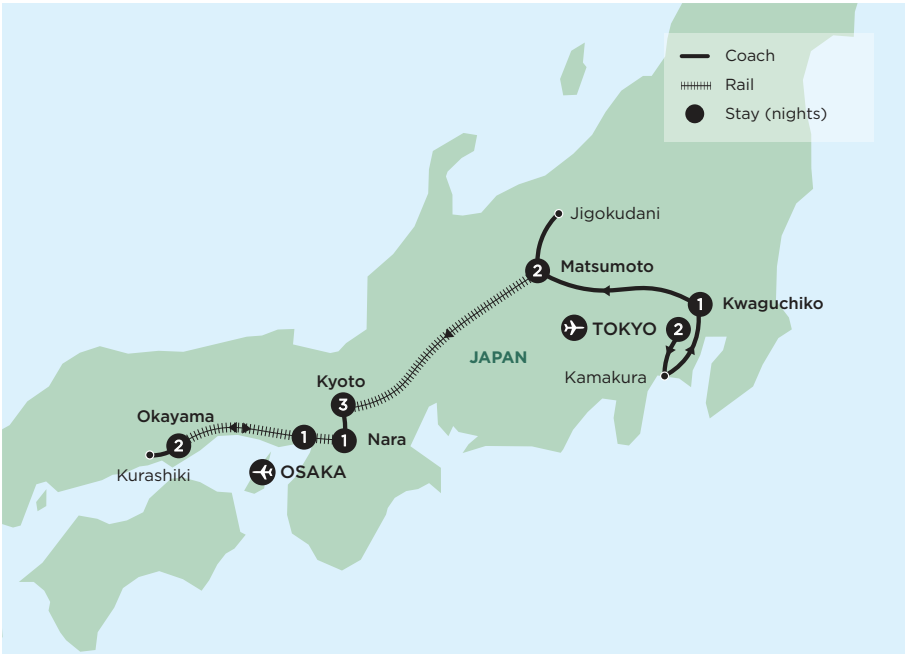 Coach
Rail
Stay (nights)
Jigokudani
2 Matsumoto
1 Kwaguchiko
TOKYO 2
JAPAN
Kamakura
Kyoto
3
Okayama
2
1
1 Nara
Kurashiki
OSAKA